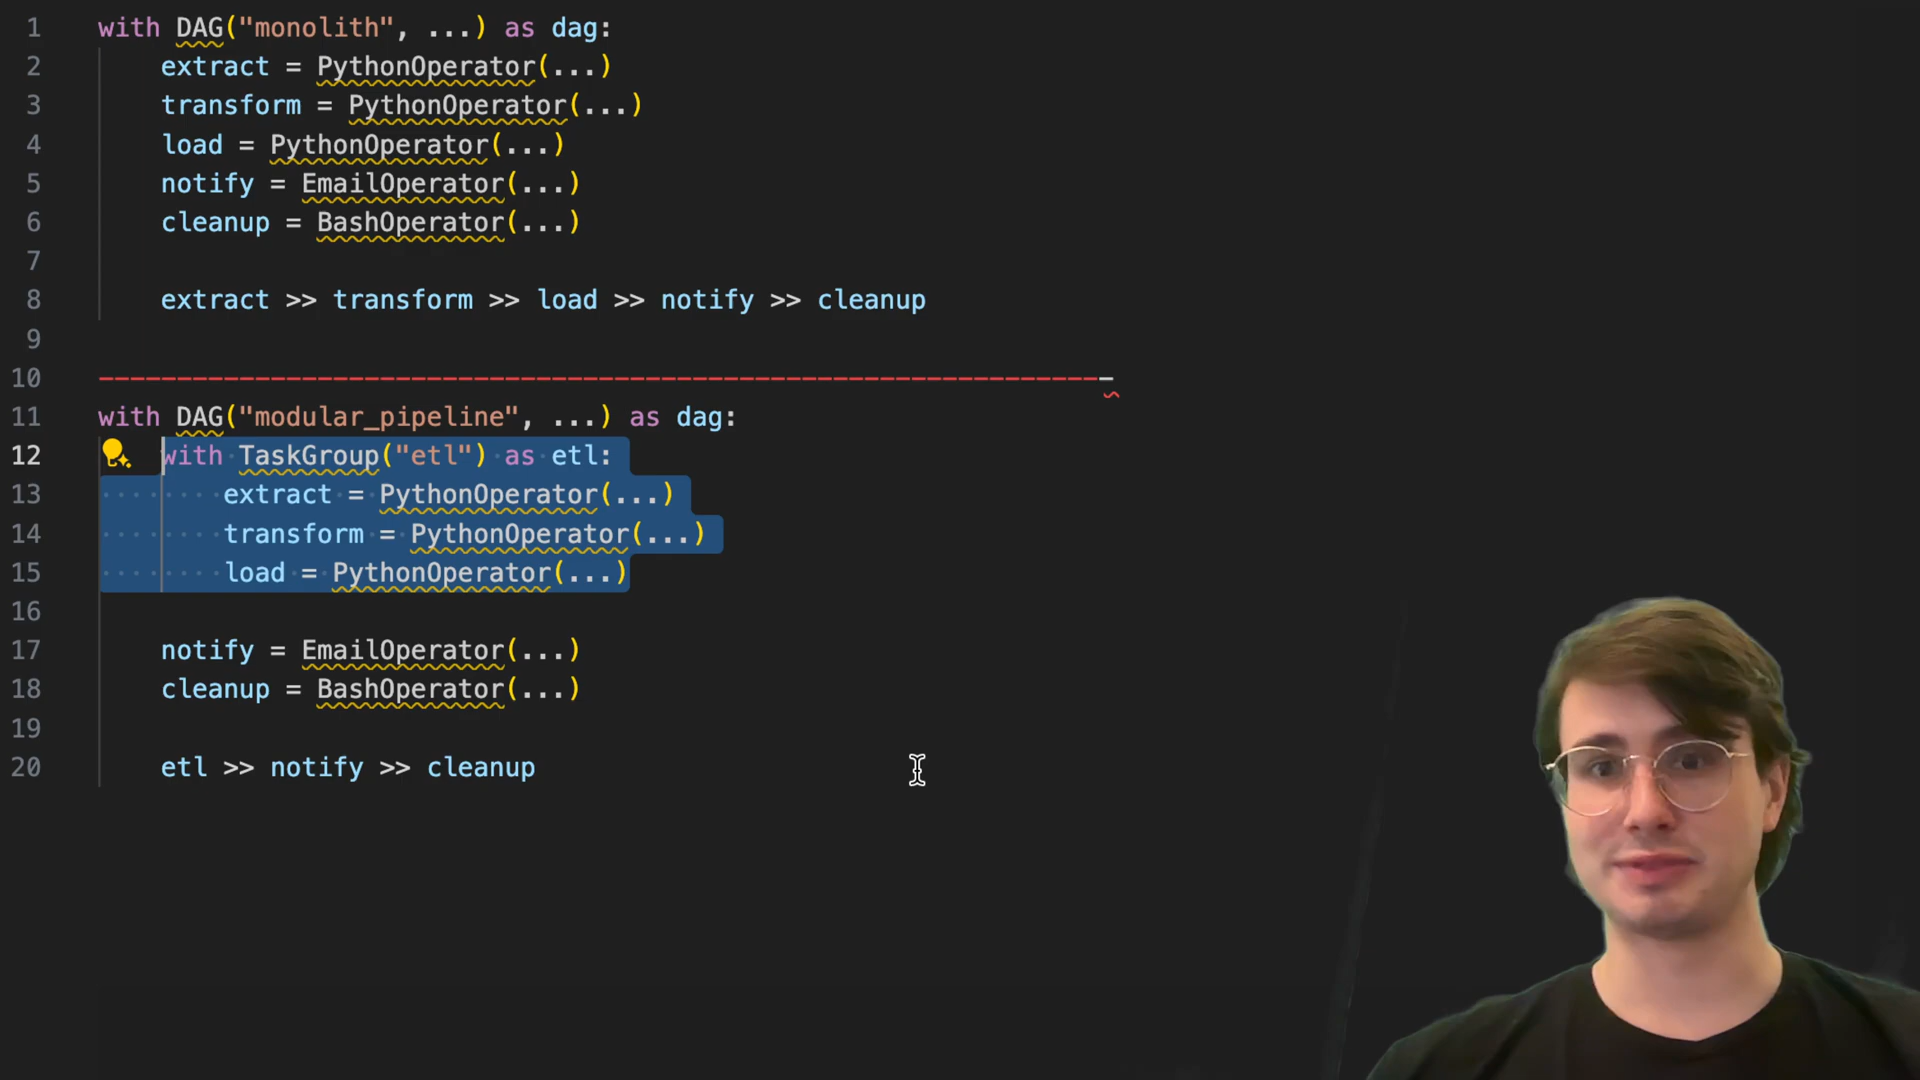 1 with DAG("monolith", ...) as dag:
2 extract = PythonOperator(...)
3 transform = PythonOperator(...)
4 load = PythonOperator(...)
5 notify = EmailOperator(...)
6 cleanup = BashOperator(...)
7
8 extract >> transform >> load >> notify >> cleanup
9
10 -----------------------------------------------------------------
11 with DAG("modular_pipeline", ...) as dag:
12 with TaskGroup("etl") as etl:
13 extract = PythonOperator(...)
14 transform = PythonOperator(...)
15 load = PythonOperator(...)
16
17 notify = EmailOperator(...)
18 cleanup = BashOperator(...)
19
20 etl >> notify >> cleanup